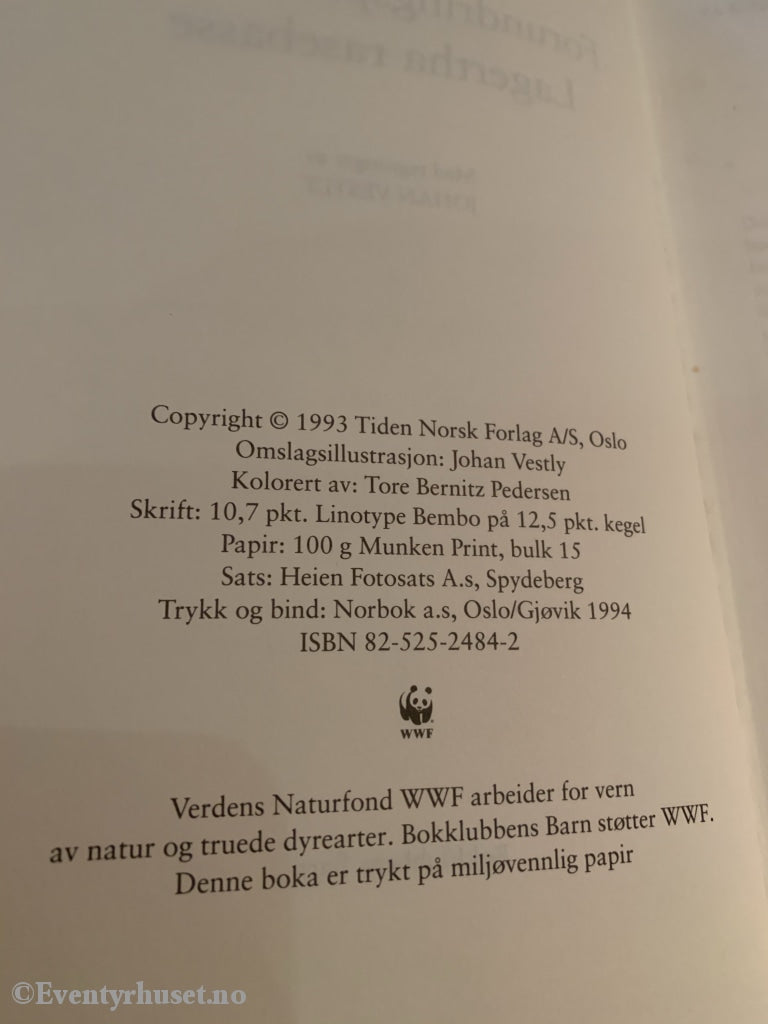 Copyright © 1993 Tiden Norsk Forlag A/S, Oslo
Omslagsillustrasjon: Johan Vestly
Kolorert av: Tore Bernitz Pedersen
Skrift: 10,7 pkt. Linotype Bembo på 12,5 pkt. kegel
Papir: 100 g Munken Print, bulk 15
Sats: Heien Fotosats A.s, Spydeberg
Trykk og bind: Norbok a.s, Oslo/Gjøvik 1994
ISBN 82-525-2484-2
WWF
Verdens Naturfond WWF arbeider for vern
av natur og truede dyrearter. Bokklubbens Barn støtter WWF.
Denne boka er trykt på miljøvennlig papir
©Eventyrhuset.no